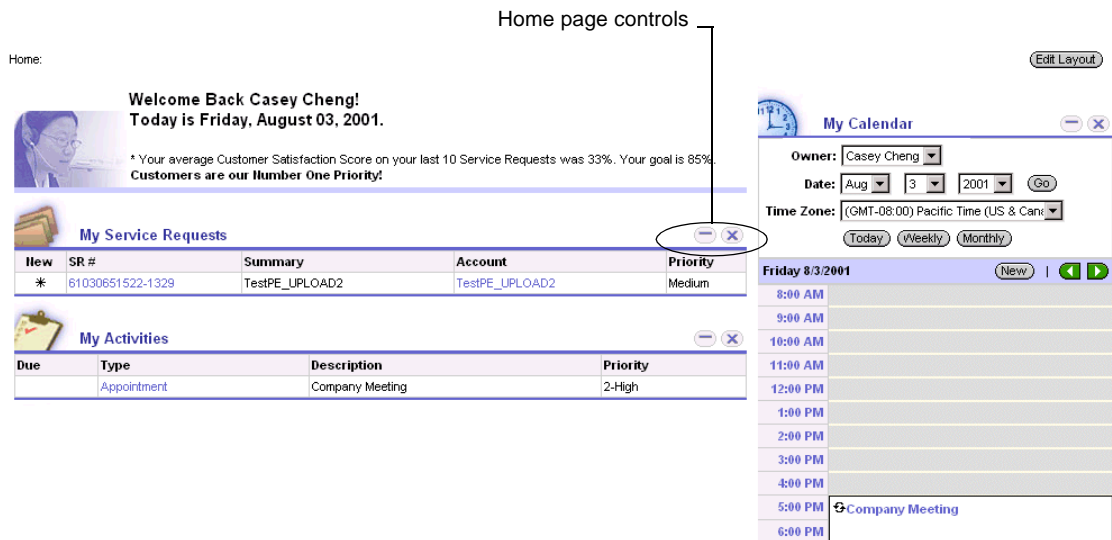 Home page controls
Home:
Edit Layout
Welcome Back Casey Cheng!
Today is Friday, August 03, 2001.
* Your average Customer Satisfaction Score on your last 10 Service Requests was 33%. Your goal is 85%.
Customers are our Number One Priority!
My Service Requests
New SR # Summary Account Priority
* 61030651522-1329 TestPE_UPLOAD2 TestPE_UPLOAD2 Medium
My Activities
Due Type Description Priority
Appointment Company Meeting 2-High
My Calendar
Owner: Casey Cheng
Date: Aug 3 2001 Go
Time Zone: (GMT-08:00) Pacific Time (US & Cana
Today Weekly Monthly
Friday 8/3/2001 New |
8:00 AM
9:00 AM
10:00 AM
11:00 AM
12:00 PM
1:00 PM
2:00 PM
3:00 PM
4:00 PM
5:00 PM Company Meeting
6:00 PM